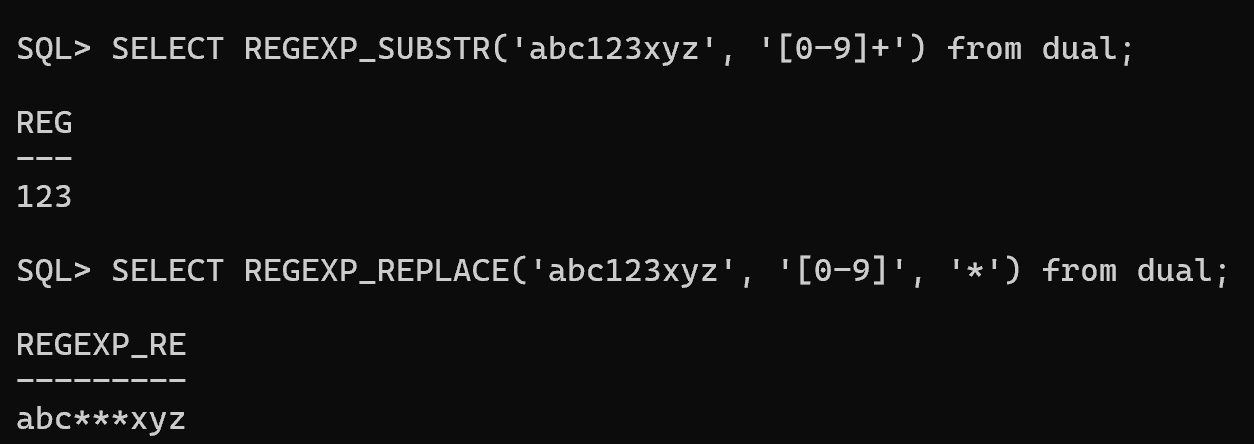 SQL> SELECT REGEXP_SUBSTR('abc123xyz', '[0-9]+') from dual;
REG
---
123
SQL> SELECT REGEXP_REPLACE('abc123xyz', '[0-9]', '*') from dual;
REGEXP_RE
---------
abc***xyz